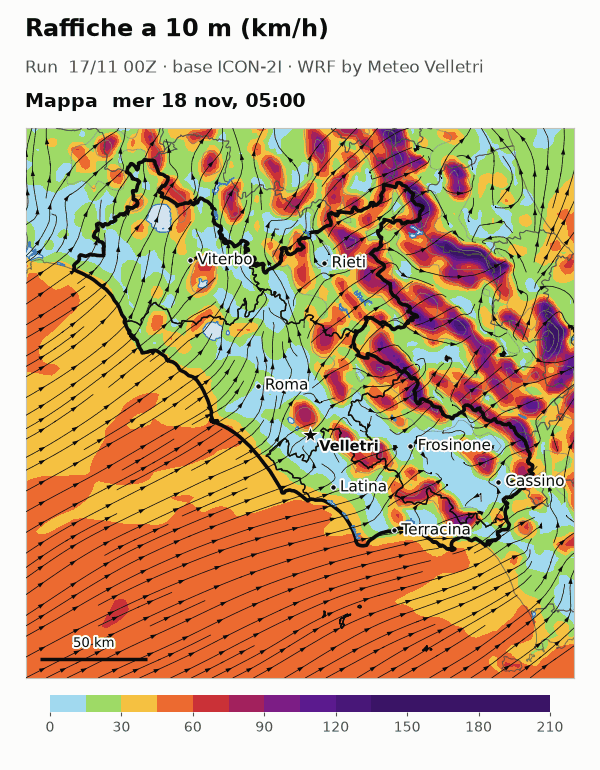 Raffiche a 10 m (km/h)
Run  17/11 00Z · base ICON-2I · WRF by Meteo Velletri
Mappa  mer 18 nov, 05:00
Viterbo
Rieti
Roma
Velletri
Frosinone
Latina
Cassino
Terracina
50 km
0 30 60 90 120 150 180 210